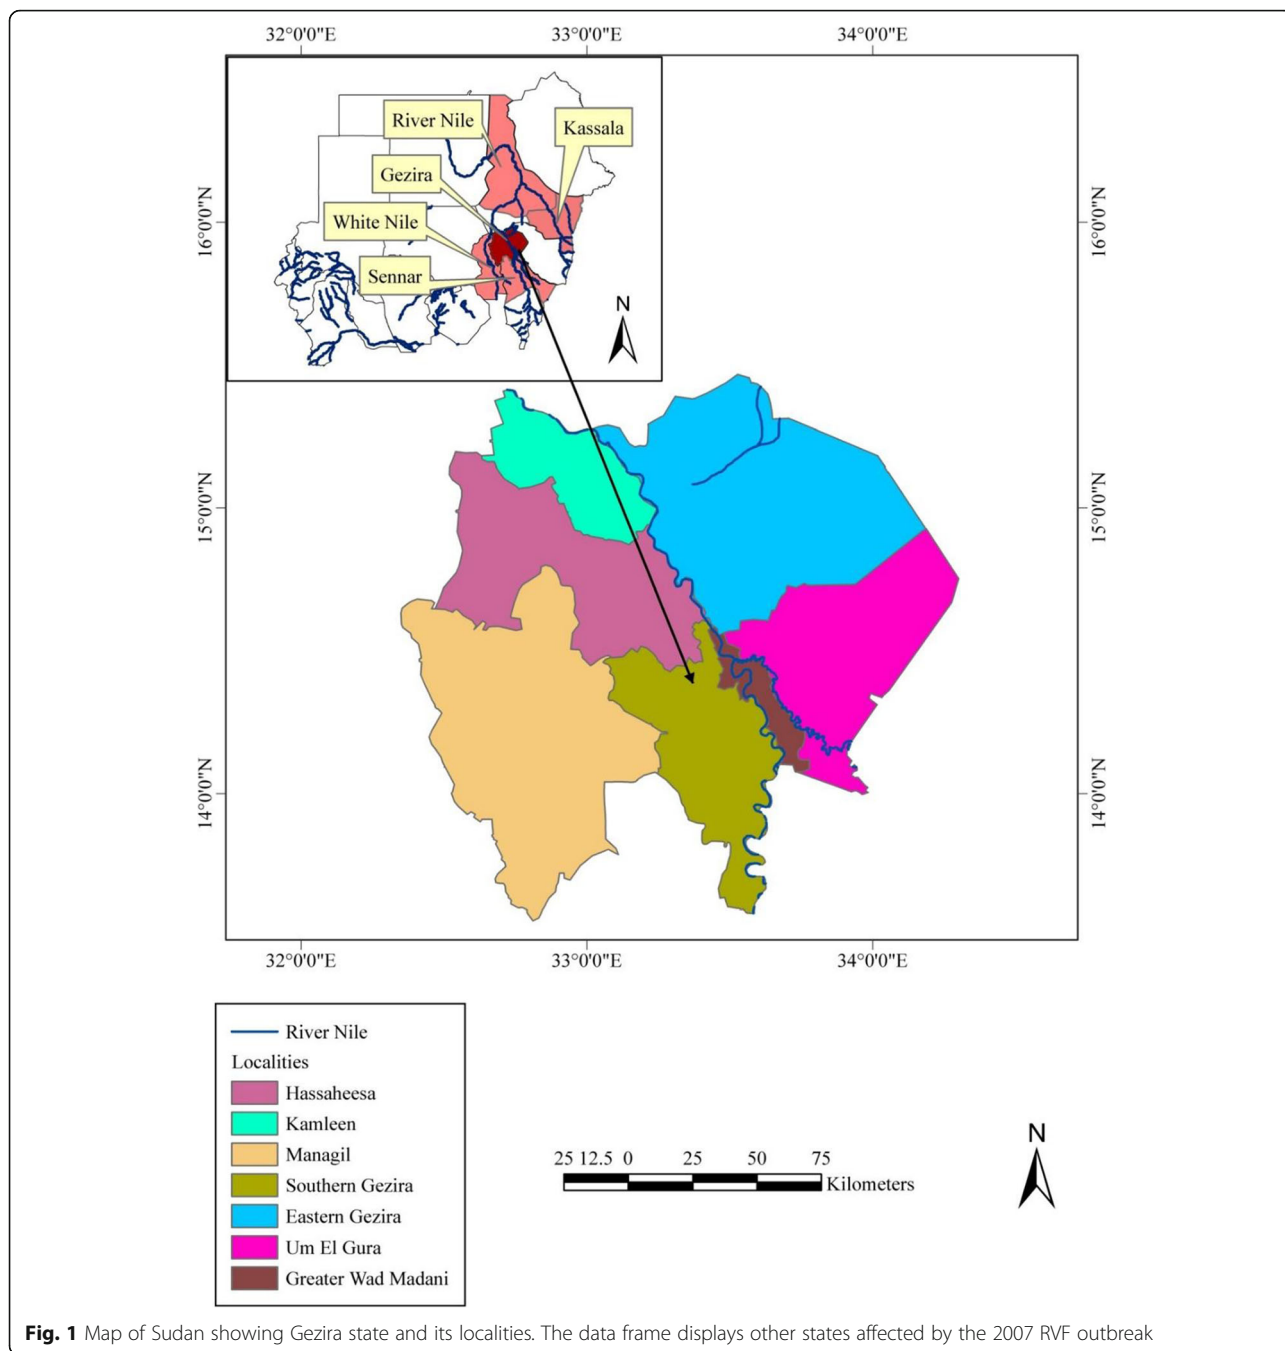 32°0'0"E 33°0'0"E 34°0'0"E
River Nile
Kassala
Gezira
White Nile
Sennar
N
16°0'0"N 16°0'0"N
15°0'0"N 15°0'0"N
14°0'0"N 14°0'0"N
32°0'0"E 33°0'0"E 34°0'0"E
River Nile
Localities
Hassaheesa
Kamleen
Managil
Southern Gezira
Eastern Gezira
Um El Gura
Greater Wad Madani
25 12.5 0 25 50 75
Kilometers
N
Fig. 1 Map of Sudan showing Gezira state and its localities. The data frame displays other states affected by the 2007 RVF outbreak